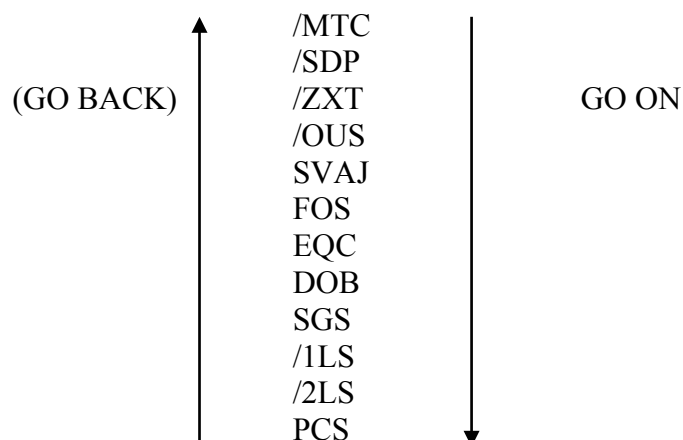 /MTC
/SDP
(GO BACK) /ZXT GO ON
/OUS
SVAJ
FOS
EQC
DOB
SGS
/1LS
/2LS
PCS